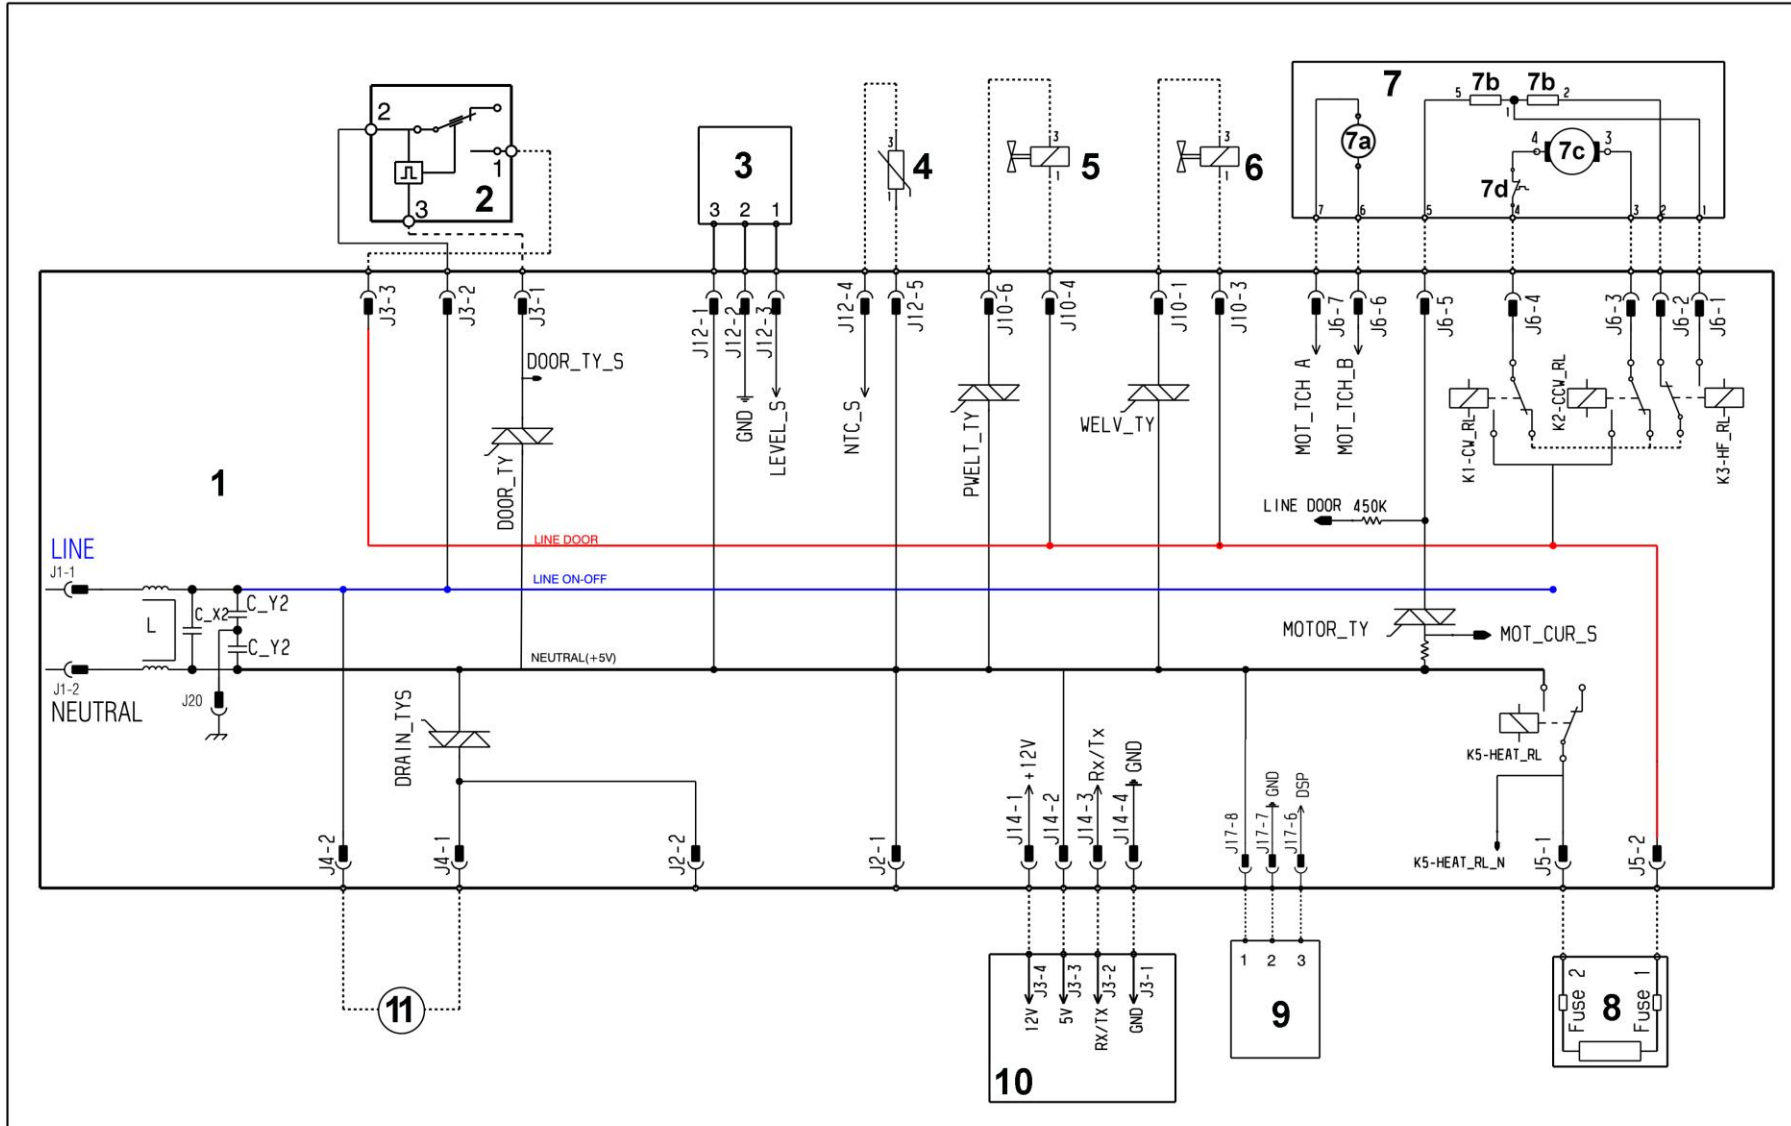 7
7b 7b
5 2
1
2
3
3
3
7a
4 3
7c
1
3
4
5
6
7d
2
3 2 1
1
1
1
3
7 6 5 4 3 2 1
J3-3
J3-2
J3-1
J12-1
J12-2
J12-3
J12-4
J12-5
J10-6
J10-4
J10-1
J10-3
J6-7
J6-6
J6-5
J6-4
J6-3
J6-2
J6-1
DOOR_TY_S
DOOR_TY
GND
LEVEL_S
NTC_S
PWELT_TY
WELV_TY
MOT_TCH A
MOT_TCH_B
K1-CW_RL
K2-CCW_RL
K3-HF_RL
1
LINE DOOR 450K
LINE DOOR
LINE
J1-1
LINE ON-OFF
C_X2
C_Y2
L
C_Y2
MOTOR_TY
MOT_CUR_S
NEUTRAL(+5V)
J1-2
J20
NEUTRAL
DRAIN_TYS
K5-HEAT_RL
+12V
Rx/Tx
GND
GND
DSP
J4-2
J4-1
J2-2
J2-1
J14-1
J14-2
J14-3
J14-4
J17-8
J17-7
J17-6
K5-HEAT_RL_N
J5-1
J5-2
11
12V
J3-4
5V
J3-3
RX/TX
J3-2
GND
J3-1
10
1 2 3
9
Fuse 2
8
Fuse 1